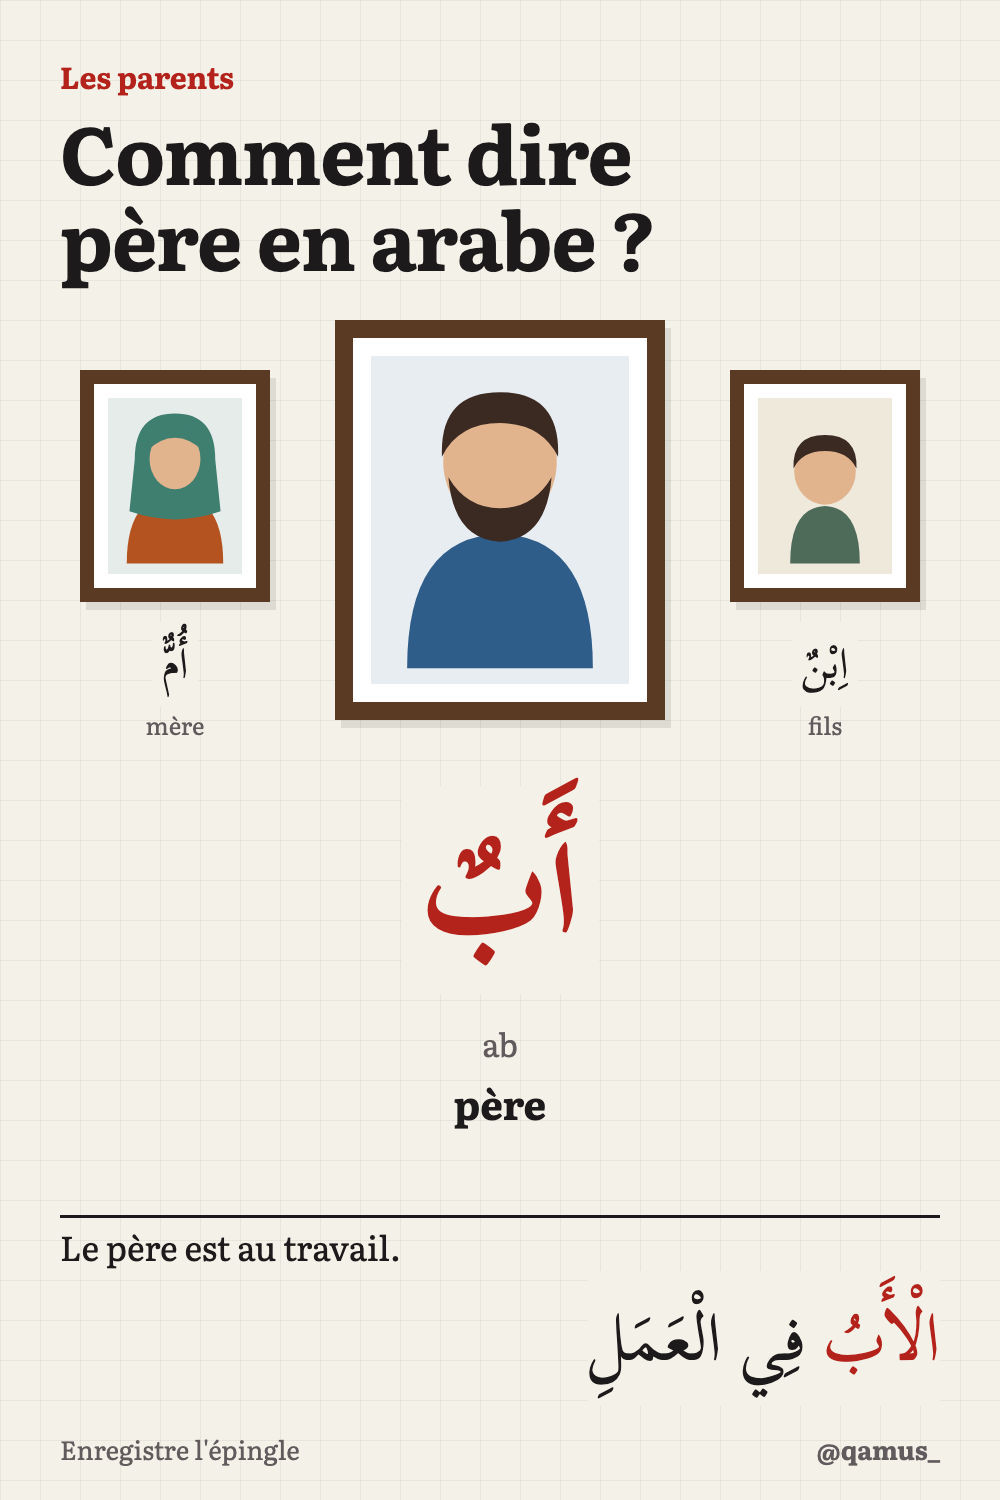 Les parents
Comment dire
père en arabe ?
أُمٌّ
mère
اِبْنٌ
fils
أَبٌ
ab
père
Le père est au travail.
الْأَبُ فِي الْعَمَلِ
Enregistre l'épingle
@qamus_